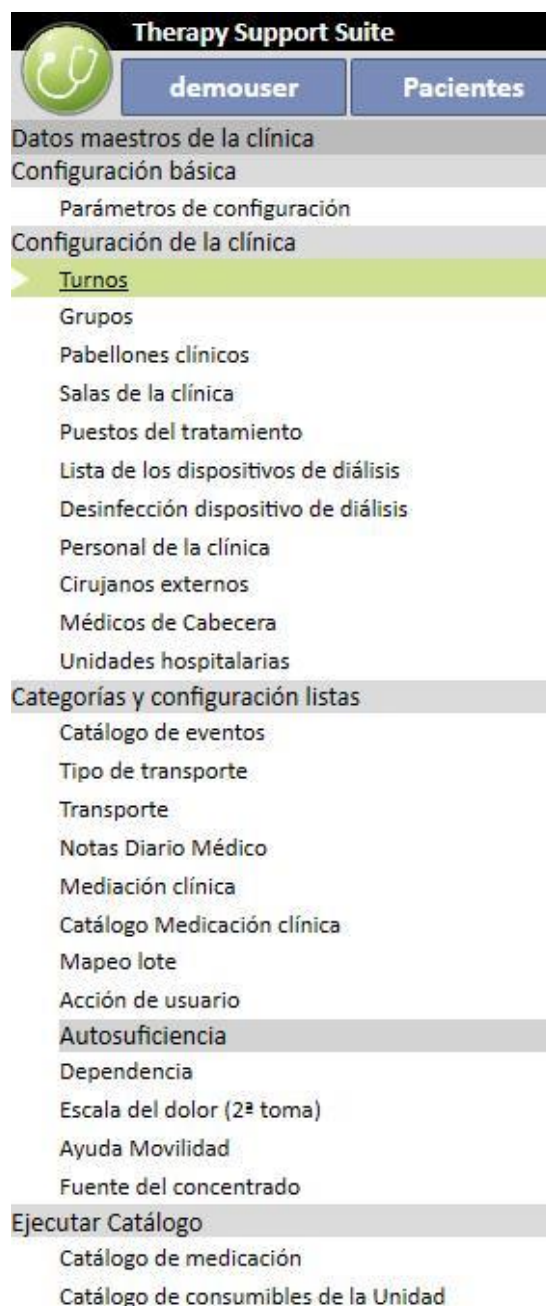 Therapy Support Suite
demouser Pacientes
Datos maestros de la clínica
Configuración básica
Parámetros de configuración
Configuración de la clínica
Turnos
Grupos
Pabellones clínicos
Salas de la clínica
Puestos del tratamiento
Lista de los dispositivos de diálisis
Desinfección dispositivo de diálisis
Personal de la clínica
Cirujanos externos
Médicos de Cabecera
Unidades hospitalarias
Categorías y configuración listas
Catálogo de eventos
Tipo de transporte
Transporte
Notas Diario Médico
Mediación clínica
Catálogo Medicación clínica
Mapeo lote
Acción de usuario
Autosuficiencia
Dependencia
Escala del dolor (2ª toma)
Ayuda Movilidad
Fuente del concentrado
Ejecutar Catálogo
Catálogo de medicación
Catálogo de consumibles de la Unidad